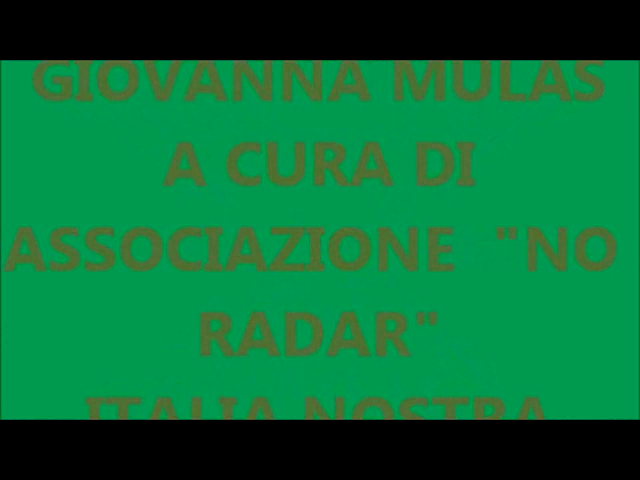 GIOVANNA MULAS
A CURA DI
ASSOCIAZIONE "NO
RADAR"
ITALIA NOSTRA